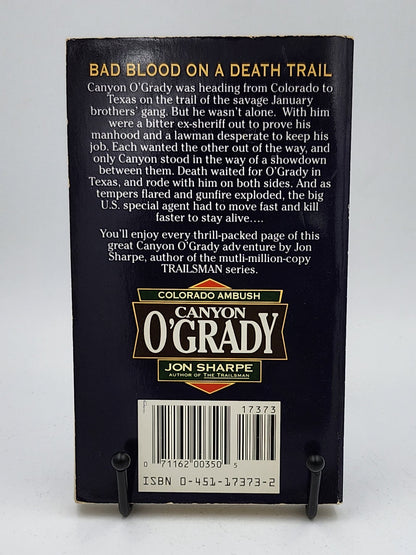 BAD BLOOD ON A DEATH TRAIL
Canyon O'Grady was heading from Colorado to
Texas on the trail of the savage January
brothers' gang. But he wasn't alone. With him
were a bitter ex-sheriff out to prove his
manhood and a lawman desperate to keep his
job. Each wanted the other out of the way, and
only Canyon stood in the way of a showdown
between them. Death waited for O'Grady in
Texas, and rode with him on both sides. And as
tempers flared and gunfire exploded, the big
U.S. special agent had to move fast and kill
faster to stay alive....
You'll enjoy every thrill-packed page of this
great Canyon O'Grady adventure by Jon
Sharpe, author of the mutli-million-copy
TRAILSMAN series.
COLORADO AMBUSH
CANYON
O'GRADY
JON SHARPE
AUTHOR OF THE TRAILSMAN
17373
0 71162 00350 5
ISBN 0-451-17373-2